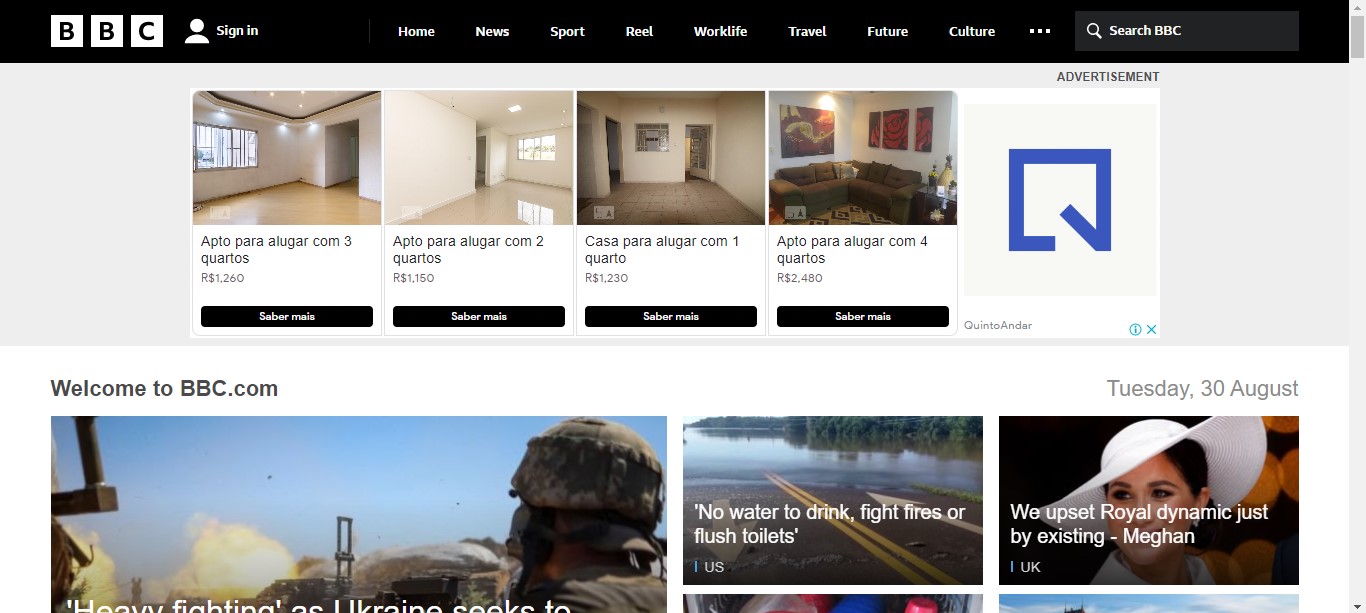 BBC
Sign in
Home
News
Sport
Reel
Worklife
Travel
Future
Culture
Search BBC
ADVERTISEMENT
Apto para alugar com 3
quartos
R$1,260
Saber mais
Apto para alugar com 2
quartos
R$1,150
Saber mais
Casa para alugar com 1
quarto
R$1,230
Saber mais
Apto para alugar com 4
quartos
R$2,480
Saber mais
QuintoAndar
Welcome to BBC.com
Tuesday, 30 August
'Heavy fighting' as Ukraine seeks to
'No water to drink, fight fires or
flush toilets'
US
We upset Royal dynamic just
by existing - Meghan
UK